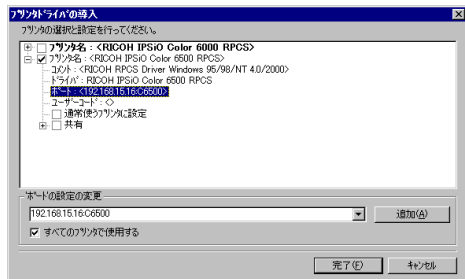 プリンタドライバの導入
プリンタの選択と設定を行ってください。
プリンタ名 : <RICOH IPSiO Color 6000 RPCS>
プリンタ名 : <RICOH IPSiO Color 6500 RPCS>
コメント : <RICOH RPCS Driver Windows 95/98/NT 4.0/2000>
ドライバ : RICOH IPSiO Color 6500 RPCS
ポート : <192.168.15.16:C6500>
ユーザーコード : <>
通常使うプリンタに設定
共有
ポートの設定の変更
192.168.15.16:C6500
追加(A)
すべてのプリンタで使用する
完了(F)
キャンセル